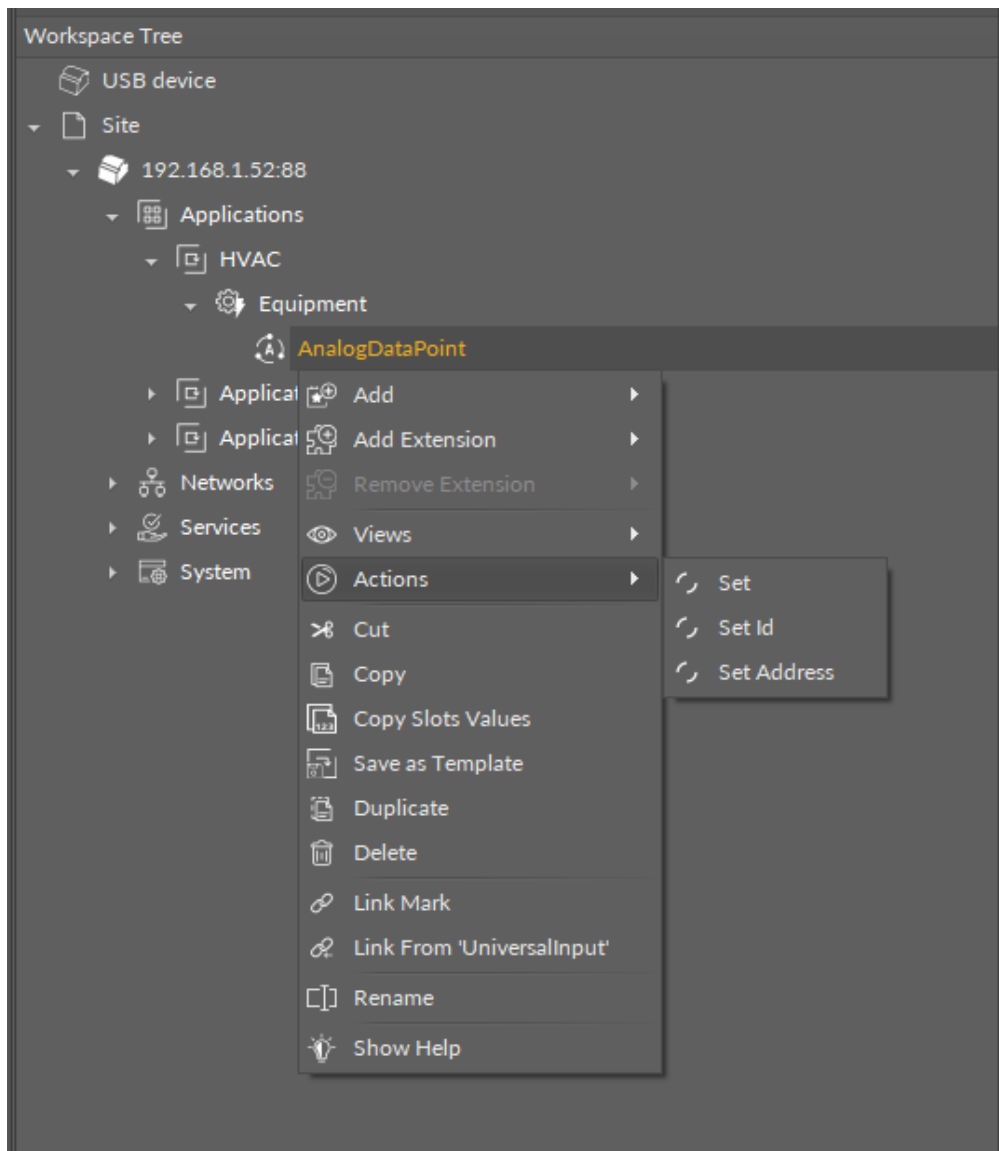 Workspace Tree
USB device
Site
192.168.1.52:88
Applications
HVAC
Equipment
AnalogDataPoint
Applicat
Applicat
Networks
Services
System
Add
Add Extension
Remove Extension
Views
Actions
Cut
Copy
Copy Slots Values
Save as Template
Duplicate
Delete
Link Mark
Link From 'UniversalInput'
Rename
Show Help
Set
Set Id
Set Address